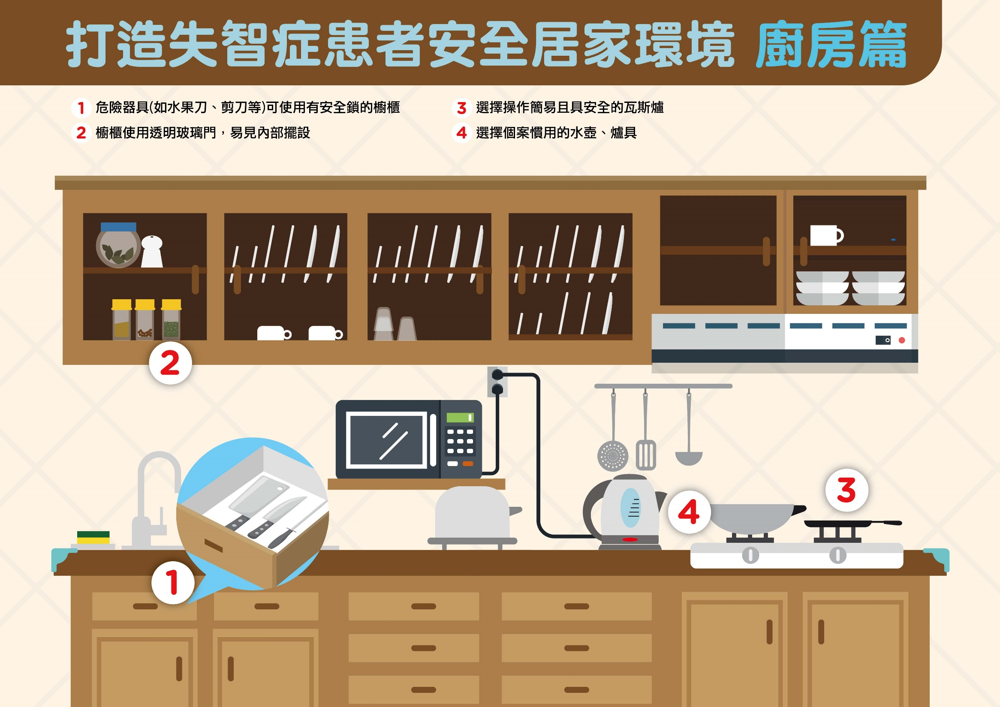 打造失智症患者安全居家環境 廚房篇
1 危險器具(如水果刀、剪刀等)可使用有安全鎖的櫥櫃
2 櫥櫃使用透明玻璃門，易見內部擺設
3 選擇操作簡易且具安全的瓦斯爐
4 選擇個案慣用的水壺、爐具
2
3
4
1